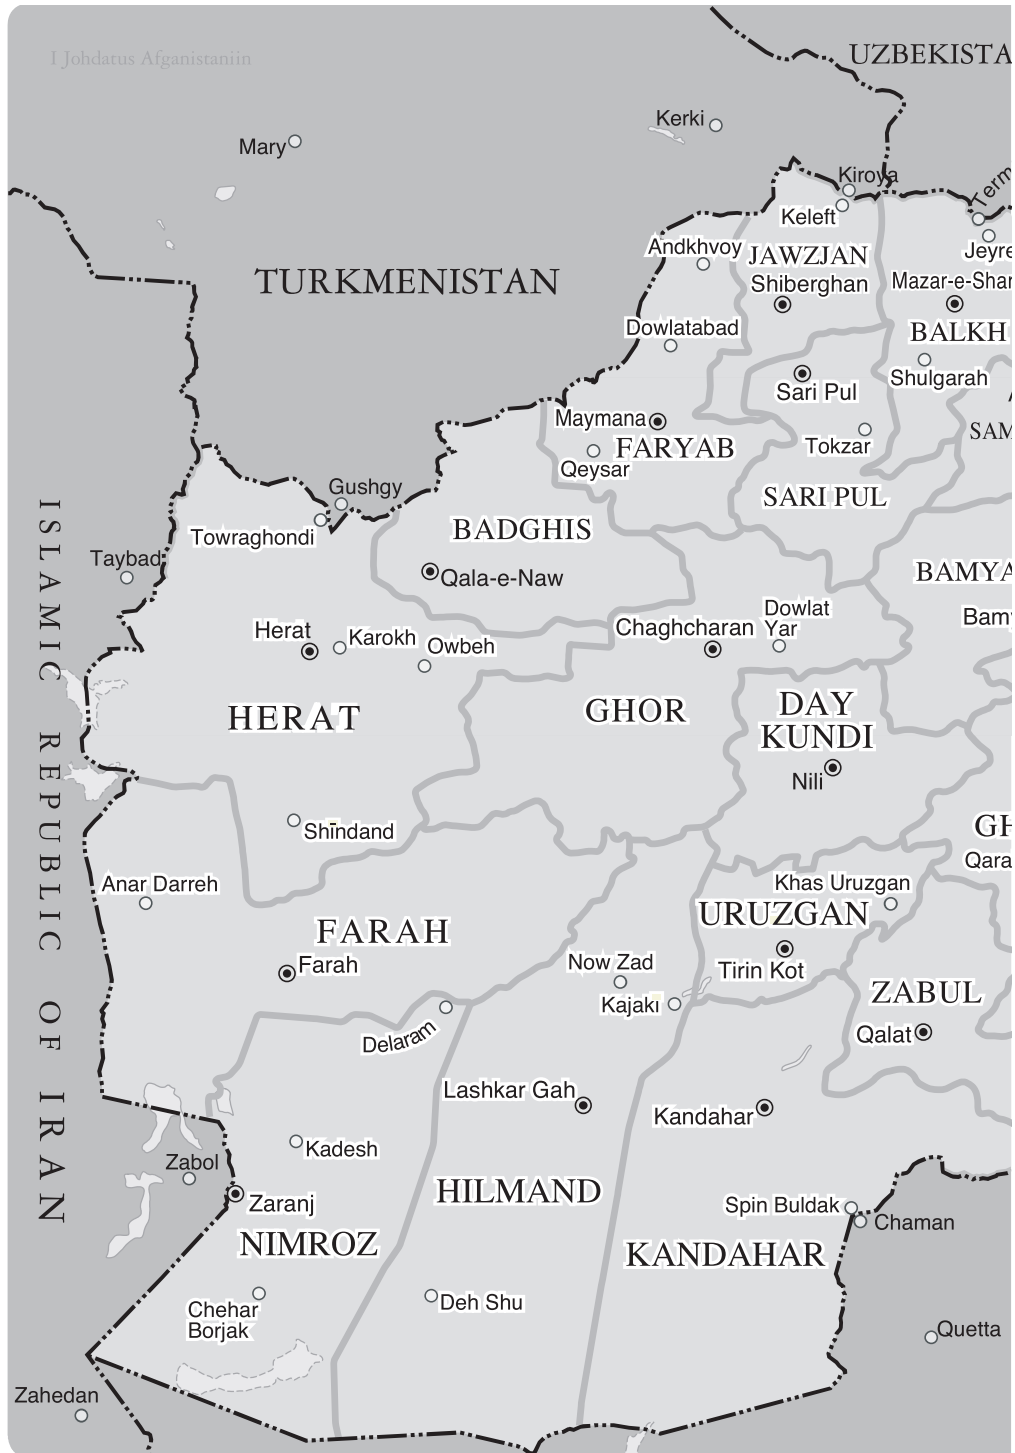 I Johdatus Afganistaniin
UZBEKISTA
Kerki
Mary
Kiroya
Term
Keleft
Jeyre
Andkhvoy
JAWZJAN
TURKMENISTAN
Shiberghan
Mazar-e-Shar
Dowlatabad
BALKH
Sari Pul
Shulgarah
Maymana
SAM
FARYAB
Tokzar
Qeysar
Gushgy
SARI PUL
Towraghondi
BADGHIS
Taybad
Qala-e-Naw
BAMYA
Dowlat
Yar
Bamy
Herat
Karokh
Owbeh
Chaghcharan
HERAT
GHOR
DAY
KUNDI
Nili
Shindand
GH
Qara
Anar Darreh
Khas Uruzgan
FARAH
URUZGAN
Farah
Now Zad
Tirin Kot
Kajaki
ZABUL
Delaram
Qalat
Lashkar Gah
Kandahar
Kadesh
Zabol
Zaranj
HILMAND
Spin Buldak
Chaman
NIMROZ
KANDAHAR
Chehar
Borjak
Deh Shu
Quetta
Zahedan
ISLAMIC REPUBLIC OF IRAN